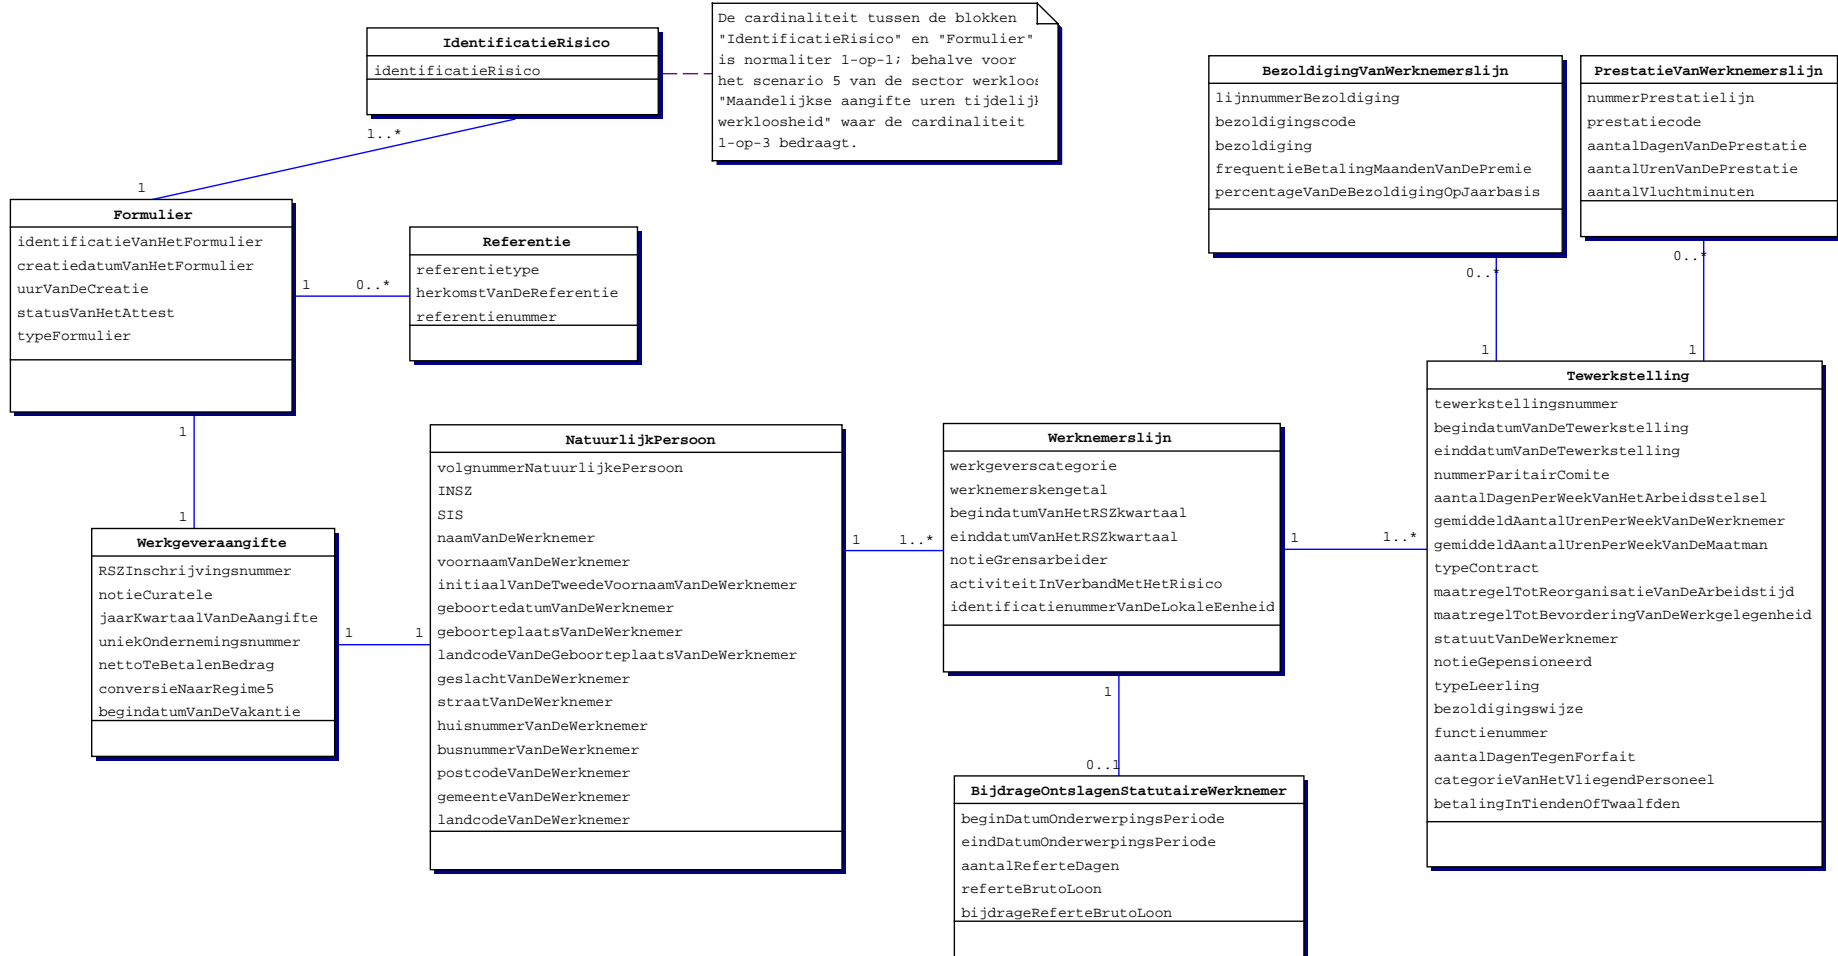 IdentificatieRisico
identificatieRisico
De cardinaliteit tussen de blokken
"IdentificatieRisico" en "Formulier"
is normaliter 1-op-1; behalve voor
het scenario 5 van de sector werkloos
"Maandelijkse aangifte uren tijdelijk
werkloosheid" waar de cardinaliteit
1-op-3 bedraagt.
1..*
1
Formulier
identificatieVanHetFormulier
creatiedatumVanHetFormulier
uurVanDeCreatie
statusVanHetAttest
typeFormulier
1
0..*
Referentie
referentietype
herkomstVanDeReferentie
referentienummer
1
1
Werkgeveraangifte
RSZInschrijvingsnummer
notieCuratele
jaarKwartaalVanDeAangifte
uniekOndernemingsnummer
nettoTeBetalenBedrag
conversieNaarRegime5
begindatumVanDeVakantie
1
1
NatuurlijkPersoon
volgnummerNatuurlijkePersoon
INSZ
SIS
naamVanDeWerknemer
voornaamVanDeWerknemer
initiaalVanDeTweedeVoornaamVanDeWerknemer
geboortedatumVanDeWerknemer
geboorteplaatsVanDeWerknemer
landcodeVanDeGeboorteplaatsVanDeWerknemer
geslachtVanDeWerknemer
straatVanDeWerknemer
huisnummerVanDeWerknemer
busnummerVanDeWerknemer
postcodeVanDeWerknemer
gemeenteVanDeWerknemer
landcodeVanDeWerknemer
1
1..*
Werknemerslijn
werkgeverscategorie
werknemerskengetal
begindatumVanHetRSZkwartaal
einddatumVanHetRSZkwartaal
notieGrensarbeider
activiteitInVerbandMetHetRisico
identificatienummerVanDeLokaleEenheid
1
0..1
BijdrageOntslagenStatutaireWerknemer
beginDatumOnderwerpingsPeriode
eindDatumOnderwerpingsPeriode
aantalReferteDagen
referteBrutoLoon
bijdrageReferteBrutoLoon
1
1..*
BezoldigingVanWerknemerslijn
lijnnummerBezoldiging
bezoldigingscode
bezoldiging
frequentieBetalingMaandenVanDePremie
percentageVanDeBezoldigingOpJaarbasis
0..*
1
PrestatieVanWerknemerslijn
nummerPrestatielijn
prestatiecode
aantalDagenVanDePrestatie
aantalUrenVanDePrestatie
aantalVluchtminuten
0..*
1
Tewerkstelling
tewerkstellingsnummer
begindatumVanDeTewerkstelling
einddatumVanDeTewerkstelling
nummerParitairComite
aantalDagenPerWeekVanHetArbeidsstelsel
gemiddeldAantalUrenPerWeekVanDeWerknemer
gemiddeldAantalUrenPerWeekVanDeMaatman
typeContract
maatregelTotReorganisatieVanDeArbeidstijd
maatregelTotBevorderingVanDeWerkgelegenheid
statuutVanDeWerknemer
notieGepensioneerd
typeLeerling
bezoldigingswijze
functienummer
aantalDagenTegenForfait
categorieVanHetVliegendPersoneel
betalingInTiendenOfTwaalfden